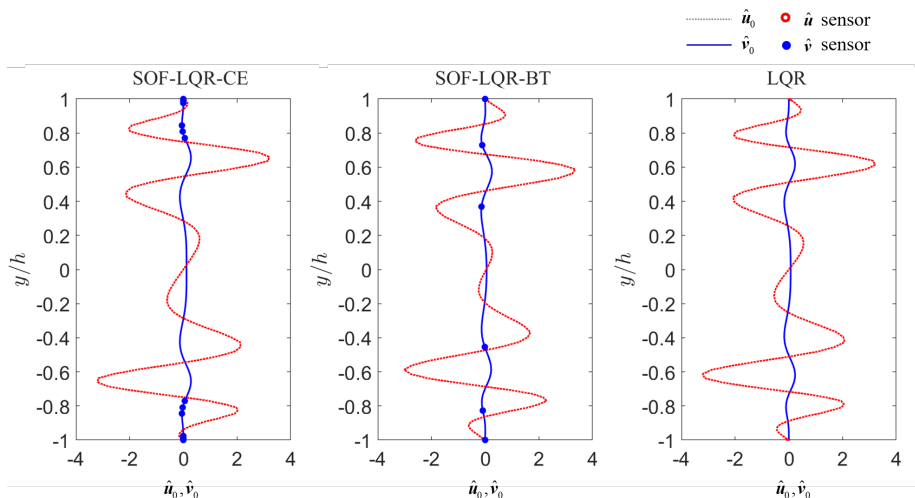 û₀ û sensor
v̂₀ v̂ sensor
SOF-LQR-CE SOF-LQR-BT LQR
1 1 1
0.8 0.8 0.8
0.6 0.6 0.6
0.4 0.4 0.4
0.2 0.2 0.2
y/h 0 y/h 0 y/h 0
-0.2 -0.2 -0.2
-0.4 -0.4 -0.4
-0.6 -0.6 -0.6
-0.8 -0.8 -0.8
-1 -1 -1
-4 -2 0 2 4 -4 -2 0 2 4 -4 -2 0 2 4
û₀,v̂₀ û₀,v̂₀ û₀,v̂₀